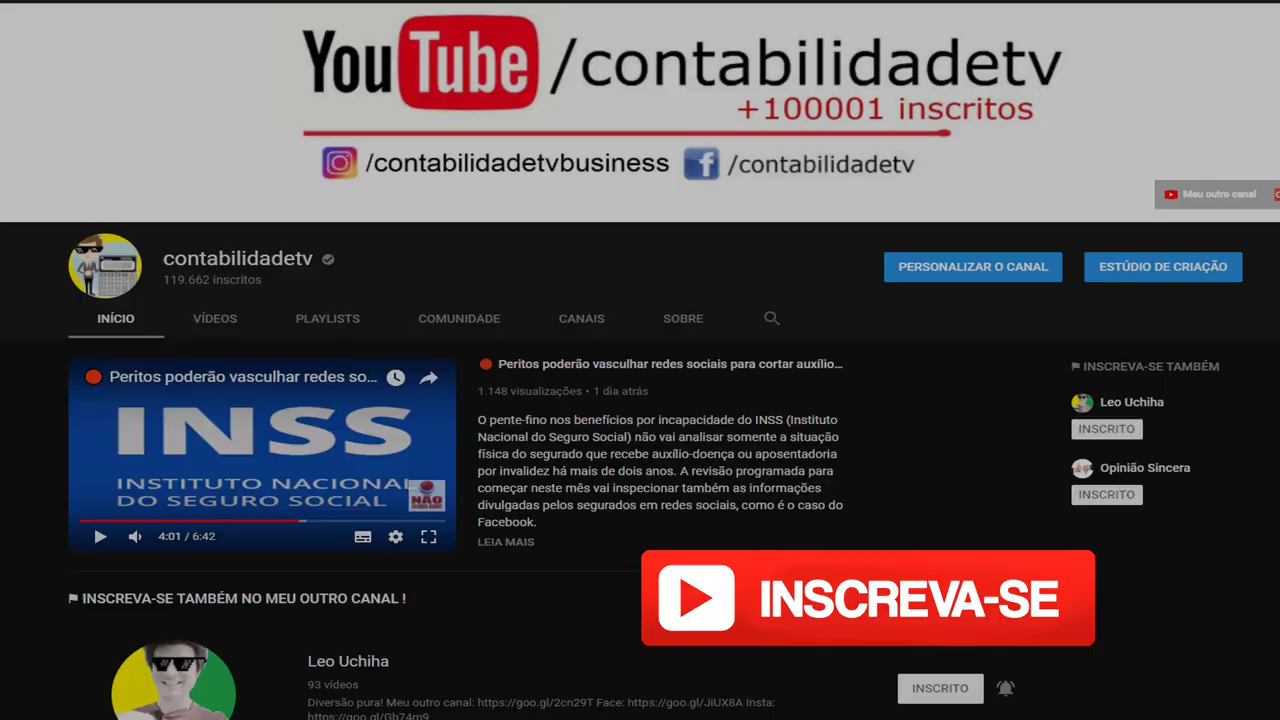 YouTube/contabilidadetv
+100001 inscritos
/contabilidadetvbusiness /contabilidadetv
Meu outro canal
contabilidadetv
119.662 inscritos
PERSONALIZAR O CANAL
ESTÚDIO DE CRIAÇÃO
INÍCIO VÍDEOS PLAYLISTS COMUNIDADE CANAIS SOBRE
Peritos poderão vasculhar redes so...
INSS
INSTITUTO NACIONAL
DO SEGURO SOCIAL
NÃO
4:01 / 6:42
Peritos poderão vasculhar redes sociais para cortar auxílio...
1.148 visualizações • 1 dia atrás
O pente-fino nos benefícios por incapacidade do INSS (Instituto
Nacional do Seguro Social) não vai analisar somente a situação
física do segurado que recebe auxílio-doença ou aposentadoria
por invalidez há mais de dois anos. A revisão programada para
começar neste mês vai inspecionar também as informações
divulgadas pelos segurados em redes sociais, como é o caso do
Facebook.
LEIA MAIS
INSCREVA-SE TAMBÉM
Leo Uchiha
INSCRITO
Opinião Sincera
INSCRITO
INSCREVA-SE
INSCREVA-SE TAMBÉM NO MEU OUTRO CANAL !
Leo Uchiha
93 vídeos
Diversão pura! Meu outro canal: https://goo.gl/2cn29T Face: https://goo.gl/JiUX8A Insta:
https://goo.gl/Gb74m9
INSCRITO